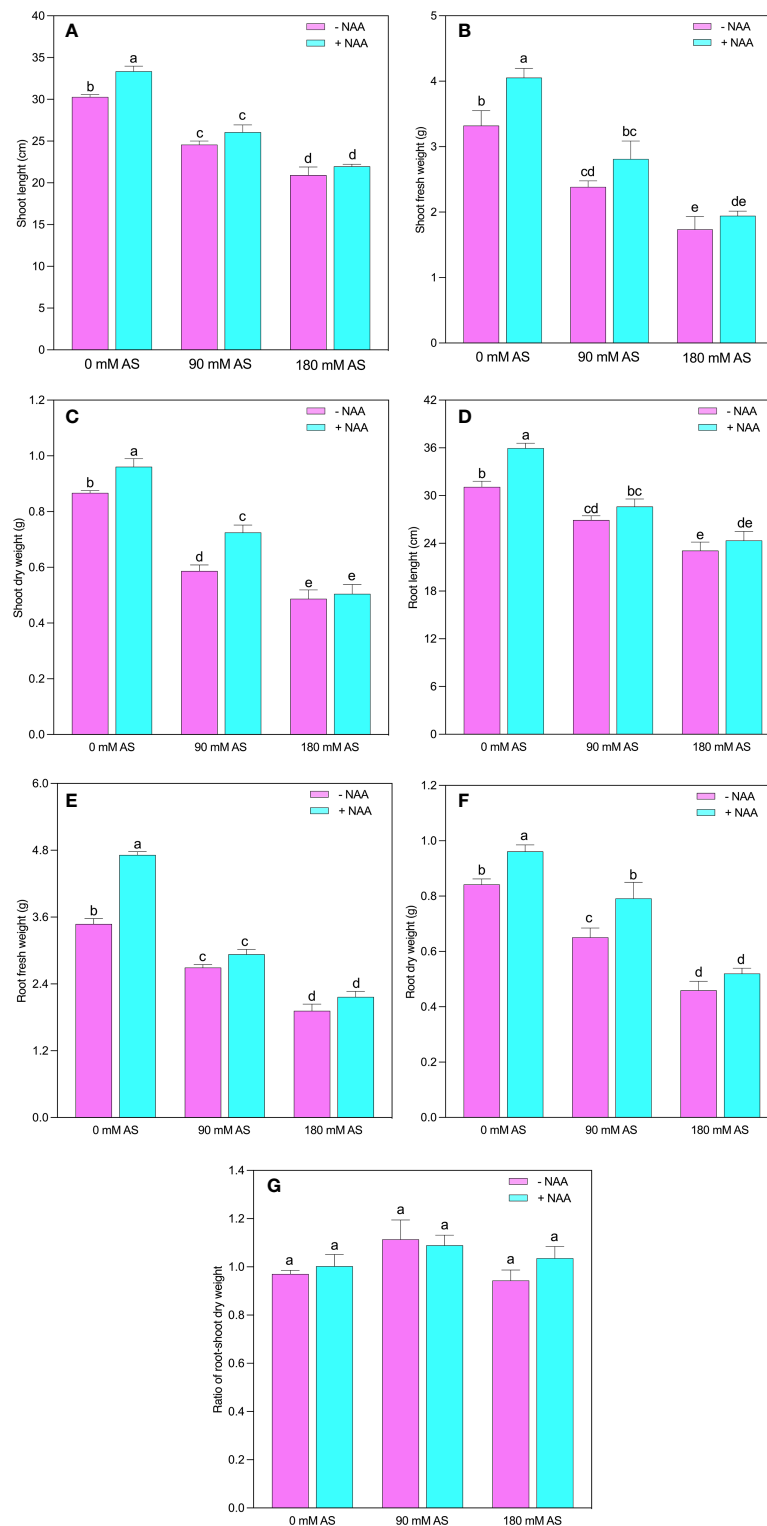 A
- NAA
+ NAA
Shoot lenght (cm)
40
35
30
25
20
15
10
5
0
b
a
c
c
d
d
0 mM AS
90 mM AS
180 mM AS
B
- NAA
+ NAA
Shoot fresh weight (g)
5
4
3
2
1
0
b
a
cd
bc
e
de
0 mM AS
90 mM AS
180 mM AS
C
- NAA
+ NAA
Shoot dry weight (g)
1.2
1.0
0.8
0.6
0.4
0.2
0.0
b
a
d
c
e
e
0 mM AS
90 mM AS
180 mM AS
D
- NAA
+ NAA
Root lenght (cm)
42
36
30
24
18
12
6
0
b
a
cd
bc
e
de
0 mM AS
90 mM AS
180 mM AS
E
- NAA
+ NAA
Root fresh weight (g)
6.0
4.8
3.6
2.4
1.2
0.0
b
a
c
c
d
d
0 mM AS
90 mM AS
180 mM AS
F
- NAA
+ NAA
Root dry weight (g)
1.2
1.0
0.8
0.6
0.4
0.2
0.0
b
a
c
b
d
d
0 mM AS
90 mM AS
180 mM AS
G
- NAA
+ NAA
Ratio of root-shoot dry weight
1.4
1.2
1.0
0.8
0.6
0.4
0.2
0.0
a
a
a
a
a
a
0 mM AS
90 mM AS
180 mM AS